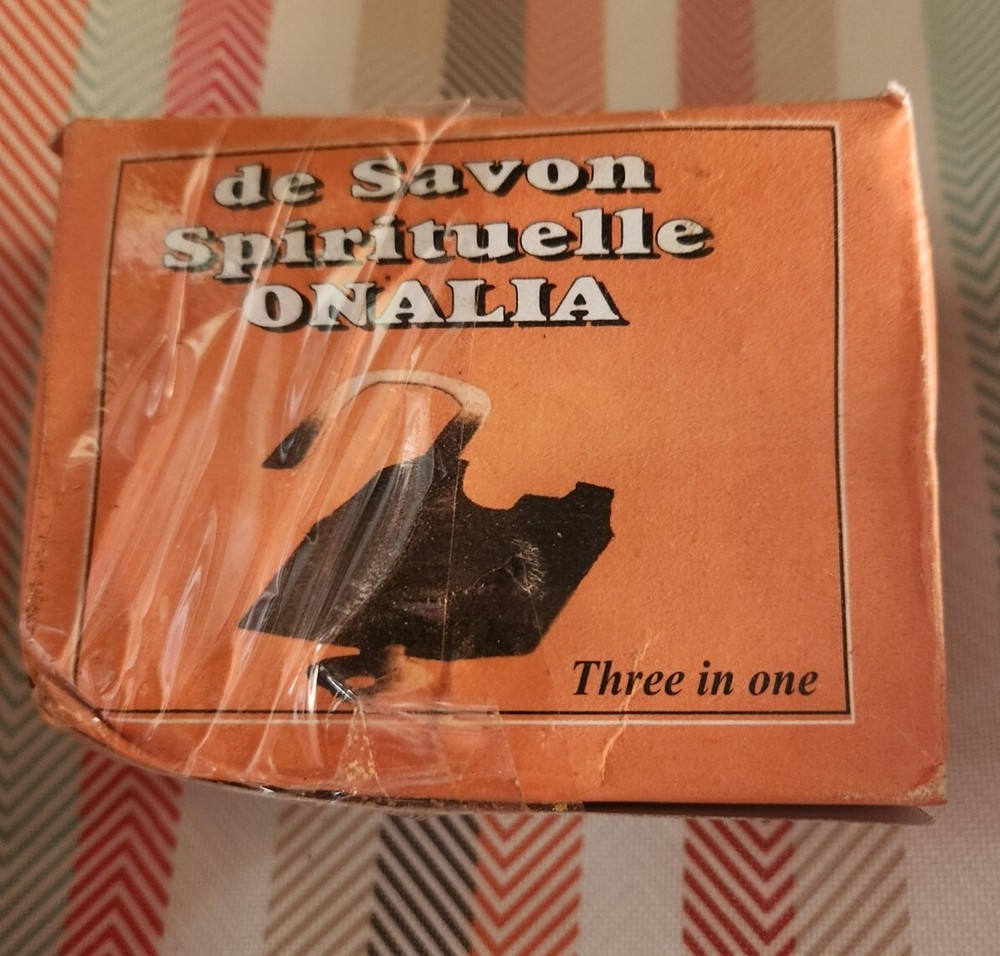 de Savon
Spirituelle
ONALIA
Three in one